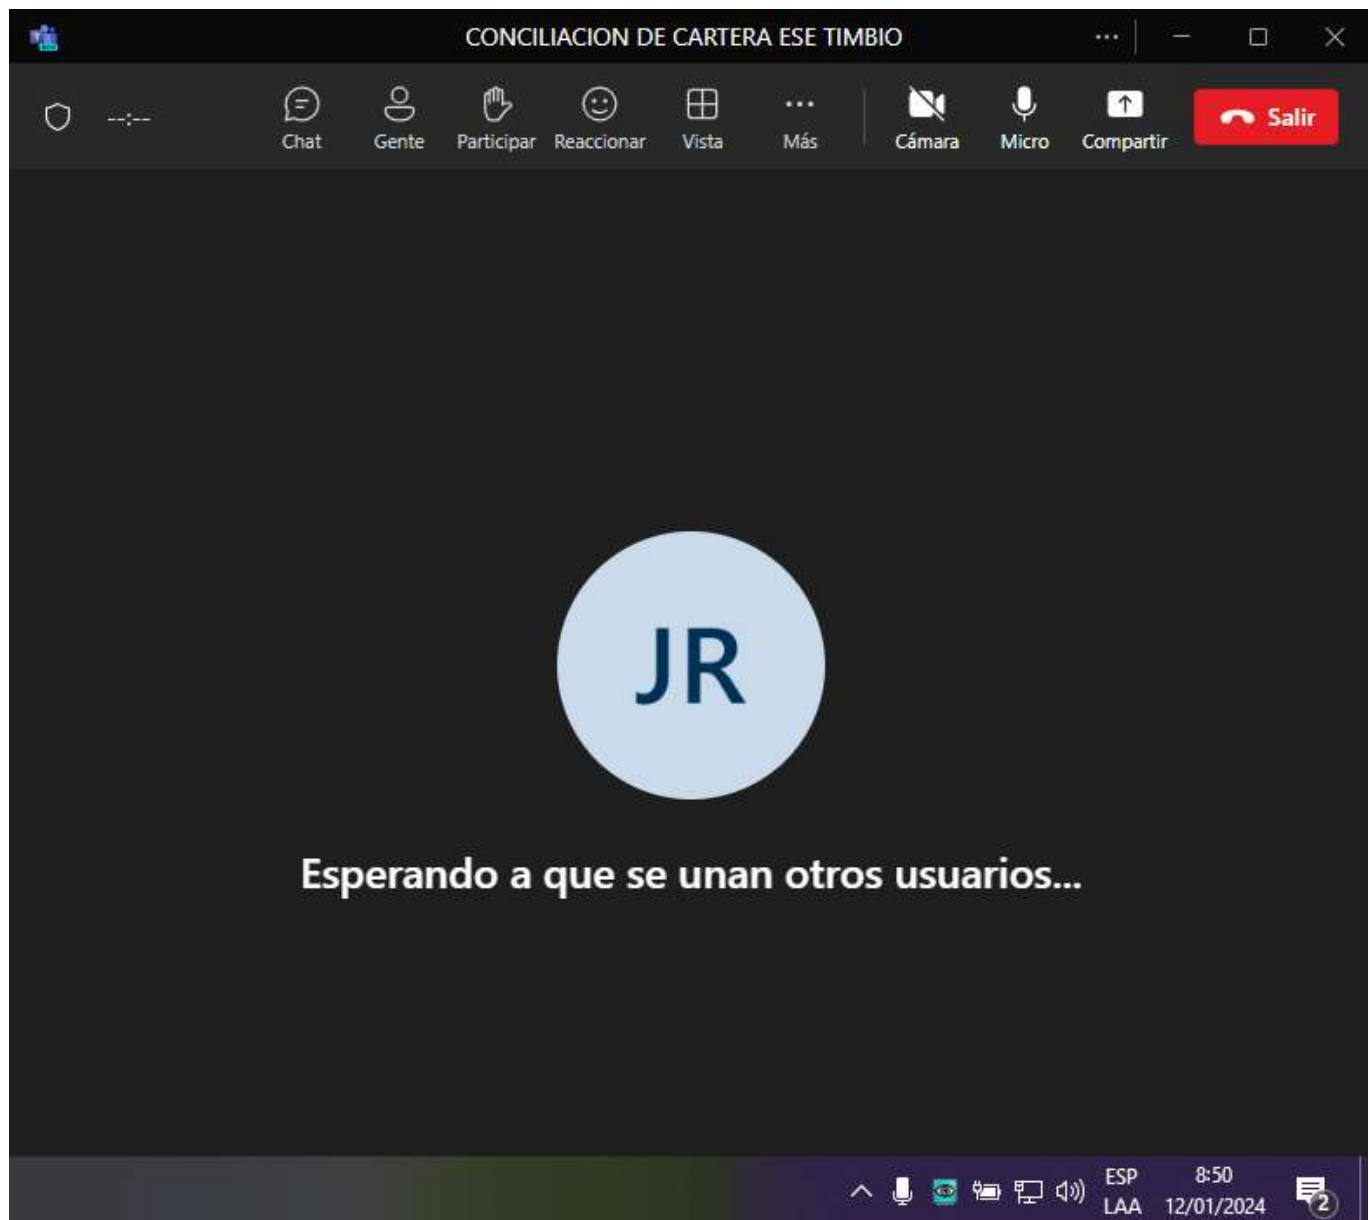 CONCILIACION DE CARTERA ESE TIMBIO
--:--
Chat
Gente
Participar
Reaccionar
Vista
Más
Cámara
Micro
Compartir
Salir
JR
Esperando a que se unan otros usuarios...
ESP
LAA
8:50
12/01/2024
2